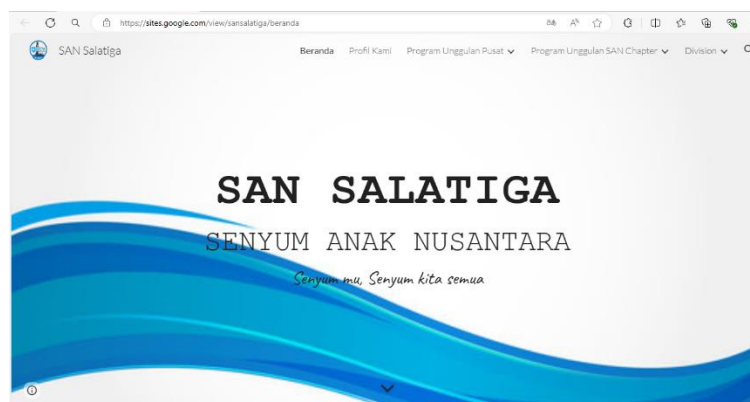 https://sites.google.com/view/sansalatiga/beranda
SAN Salatiga
Beranda Profil Kami Program Unggulan Pusat Program Unggulan SAN Chapter Division
SAN SALATIGA
SENYUM ANAK NUSANTARA
Senyum mu, Senyum kita semua